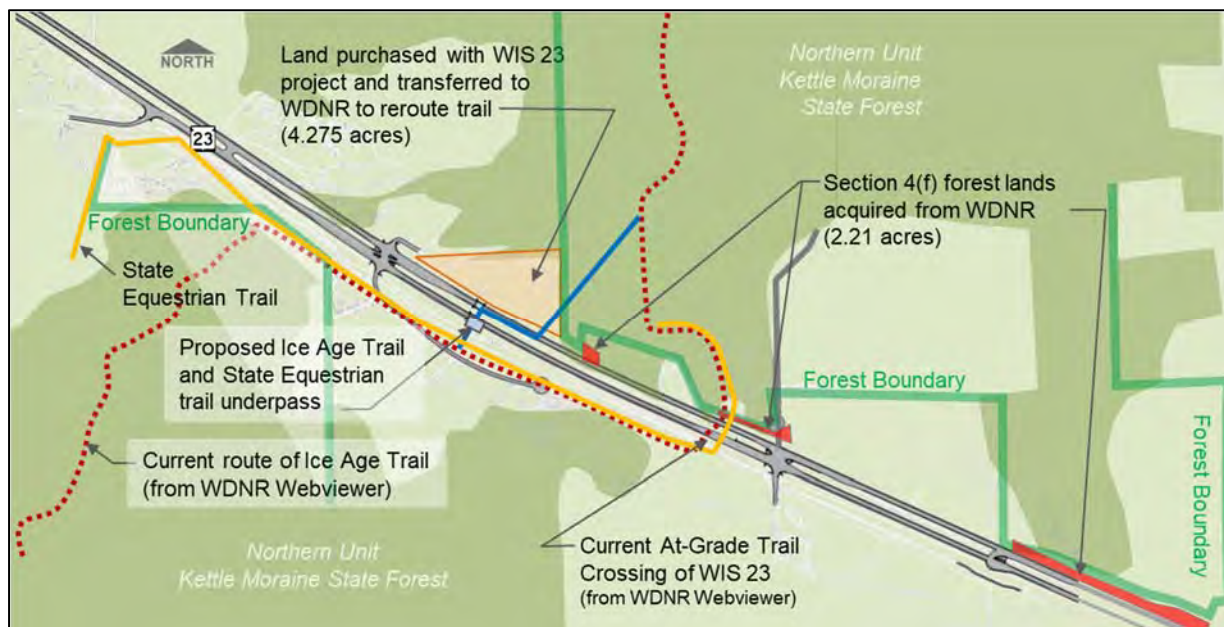 NORTH
Land purchased with WIS 23
project and transferred to
WDNR to reroute trail
(4.275 acres)
Northern Unit
Kettle Moraine
State Forest
23
Section 4(f) forest lands
acquired from WDNR
(2.21 acres)
Forest Boundary
State
Equestrian Trail
Proposed Ice Age Trail
and State Equestrian
trail underpass
Forest Boundary
Forest Boundary
Current route of Ice Age Trail
(from WDNR Webviewer)
Northern Unit
Kettle Moraine State Forest
Current At-Grade Trail
Crossing of WIS 23
(from WDNR Webviewer)